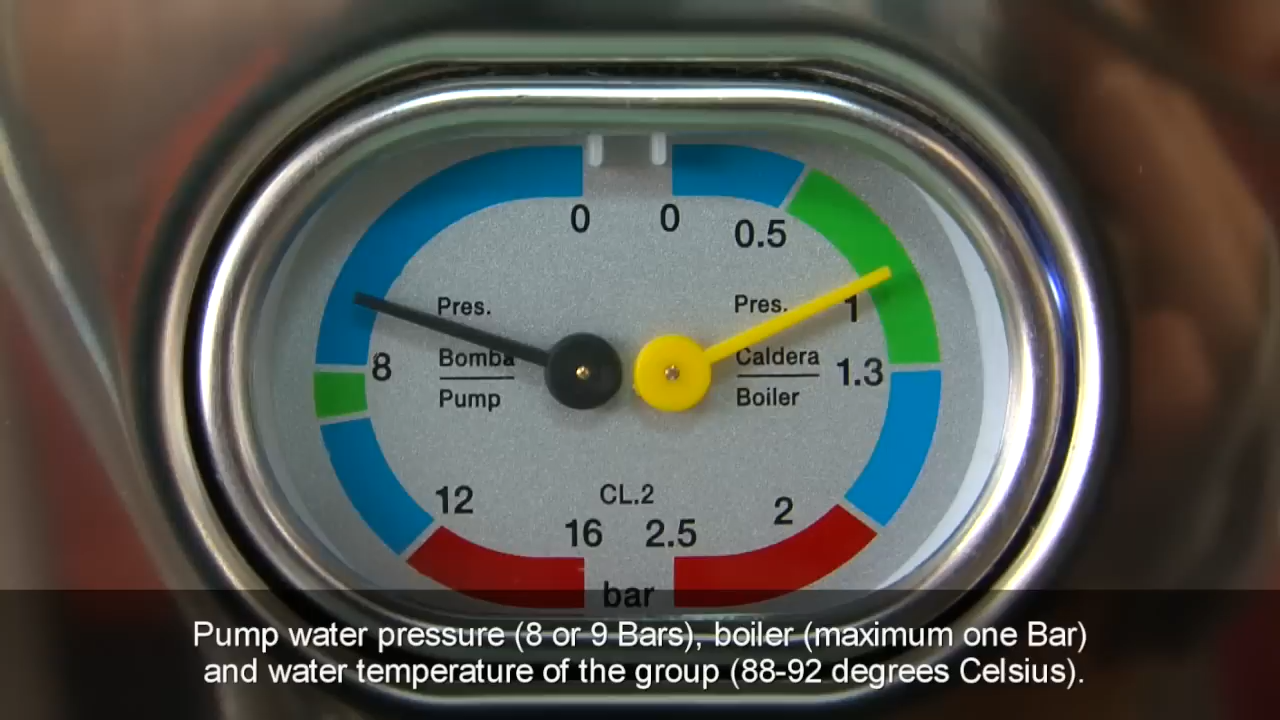 0 0
0.5
Pres. Pres. 1
8 Bomba Caldera 1.3
Pump Boiler
12 CL.2 2
16 2.5
bar
Pump water pressure (8 or 9 Bars), boiler (maximum one Bar)
and water temperature of the group (88-92 degrees Celsius).